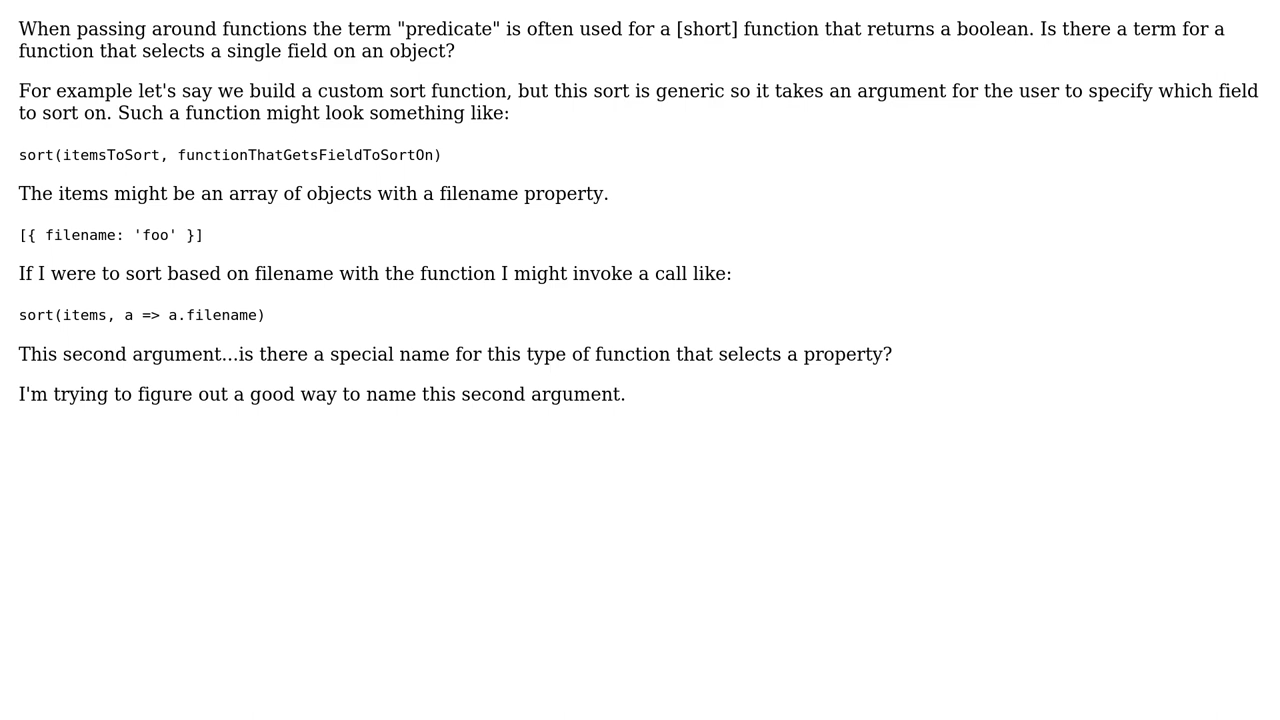 When passing around functions the term "predicate" is often used for a [short] function that returns a boolean. Is there a term for a
function that selects a single field on an object?
For example let's say we build a custom sort function, but this sort is generic so it takes an argument for the user to specify which field
to sort on. Such a function might look something like:
sort(itemsToSort, functionThatGetsFieldToSortOn)
The items might be an array of objects with a filename property.
[{ filename: 'foo' }]
If I were to sort based on filename with the function I might invoke a call like:
sort(items, a => a.filename)
This second argument...is there a special name for this type of function that selects a property?
I'm trying to figure out a good way to name this second argument.